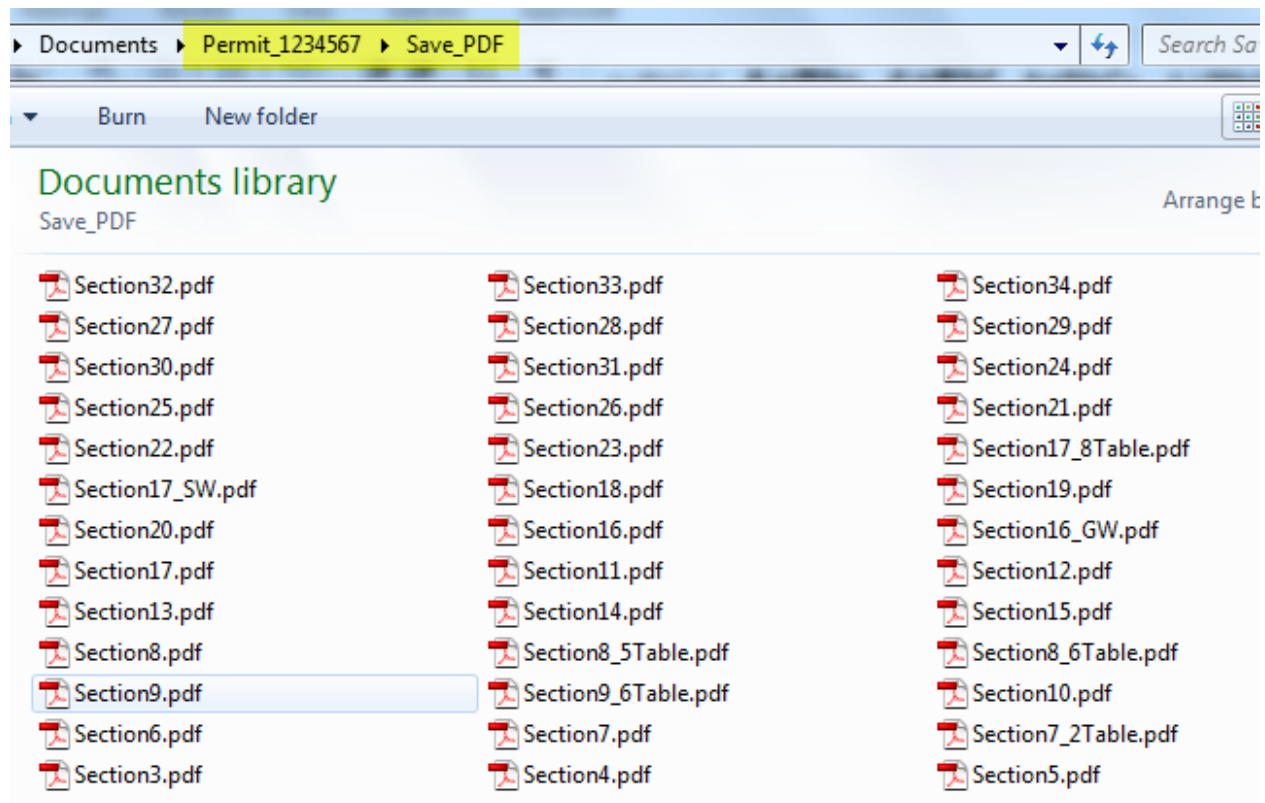 Documents Permit_1234567 Save_PDF Search Sa
Burn New folder
Documents library
Save_PDF
Arrange b
Section32.pdf Section33.pdf Section34.pdf
Section27.pdf Section28.pdf Section29.pdf
Section30.pdf Section31.pdf Section24.pdf
Section25.pdf Section26.pdf Section21.pdf
Section22.pdf Section23.pdf Section17_8Table.pdf
Section17_SW.pdf Section18.pdf Section19.pdf
Section20.pdf Section16.pdf Section16_GW.pdf
Section17.pdf Section11.pdf Section12.pdf
Section13.pdf Section14.pdf Section15.pdf
Section8.pdf Section8_5Table.pdf Section8_6Table.pdf
Section9.pdf Section9_6Table.pdf Section10.pdf
Section6.pdf Section7.pdf Section7_2Table.pdf
Section3.pdf Section4.pdf Section5.pdf